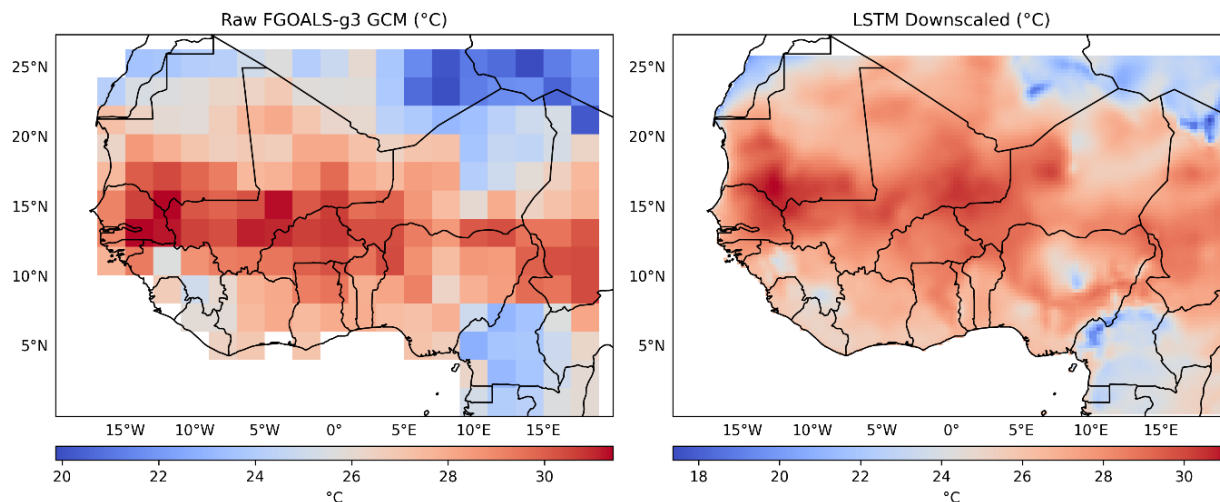 Raw FGOALS-g3 GCM (°C)
LSTM Downscaled (°C)
25°N
20°N
15°N
10°N
5°N
15°W 10°W 5°W 0° 5°E 10°E 15°E
20 22 24 26 28 30
°C
25°N
20°N
15°N
10°N
5°N
15°W 10°W 5°W 0° 5°E 10°E 15°E
18 20 22 24 26 28 30
°C